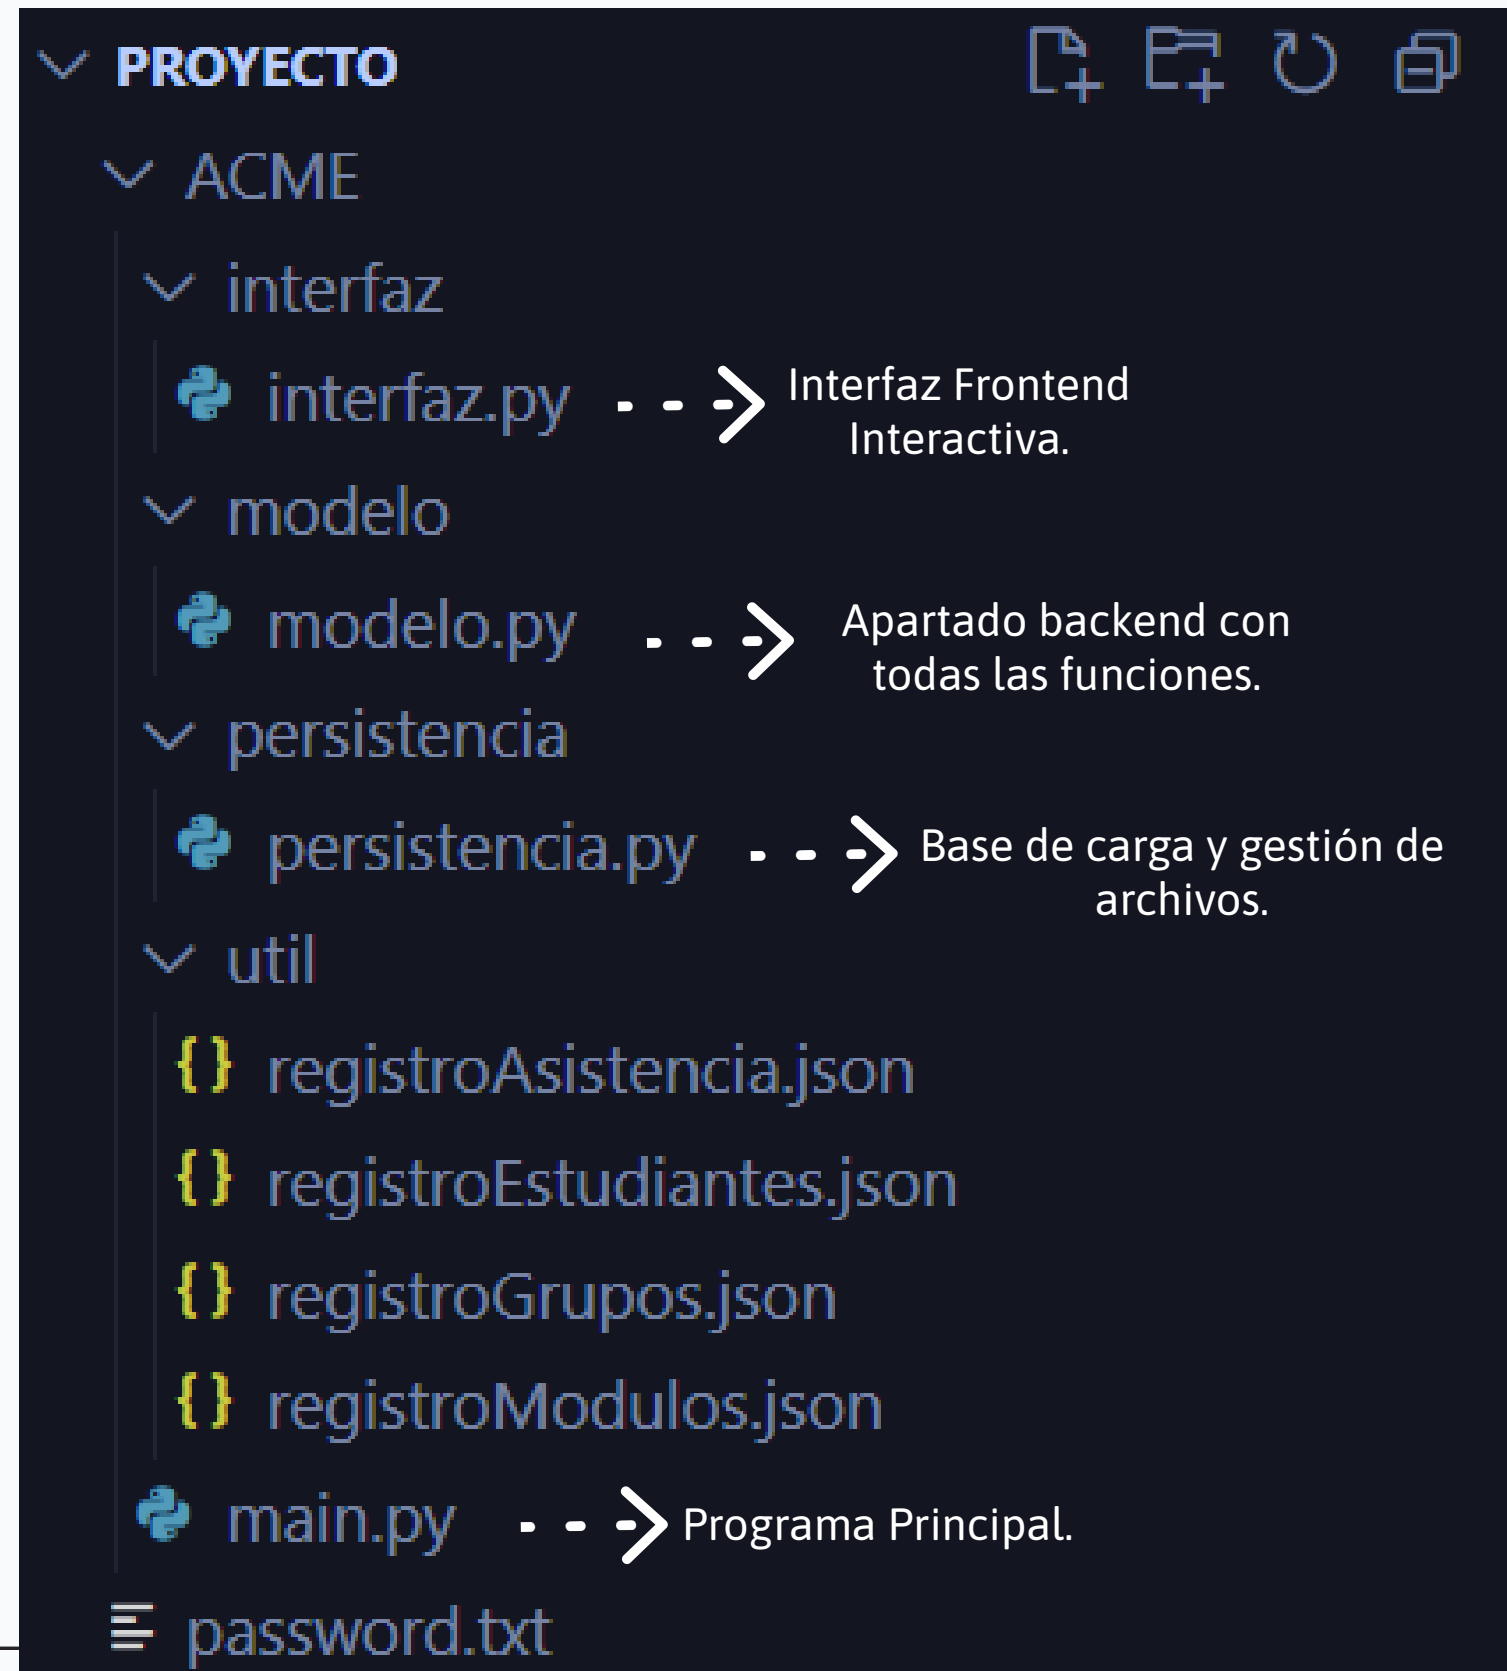 PROYECTO
ACME
interfaz
interfaz.py
Interfaz Frontend
Interactiva.
modelo
modelo.py
Apartado backend con
todas las funciones.
persistencia
persistencia.py
Base de carga y gestión de
archivos.
util
{} registroAsistencia.json
{} registroEstudiantes.json
{} registroGrupos.json
{} registroModulos.json
main.py
Programa Principal.
password.txt